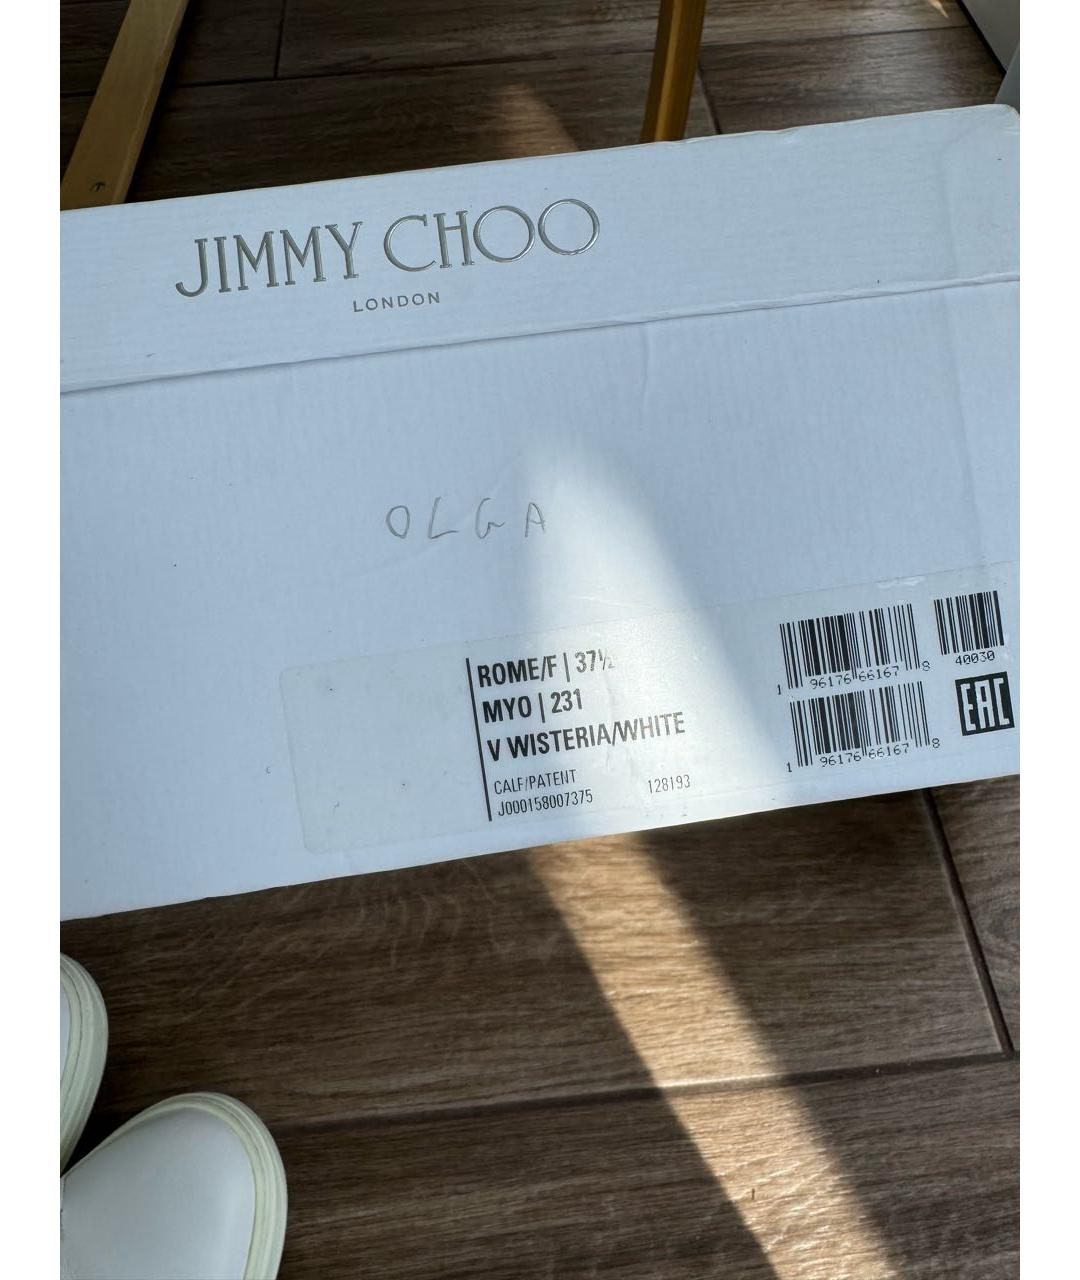 JIMMY CHOO
LONDON
OLGA
ROME/F | 37½
MYO | 231
V WISTERIA/WHITE
CALF/PATENT 128193
J000158007375
1 96176 66167 8
40030
1 96176 66167 8
EAC